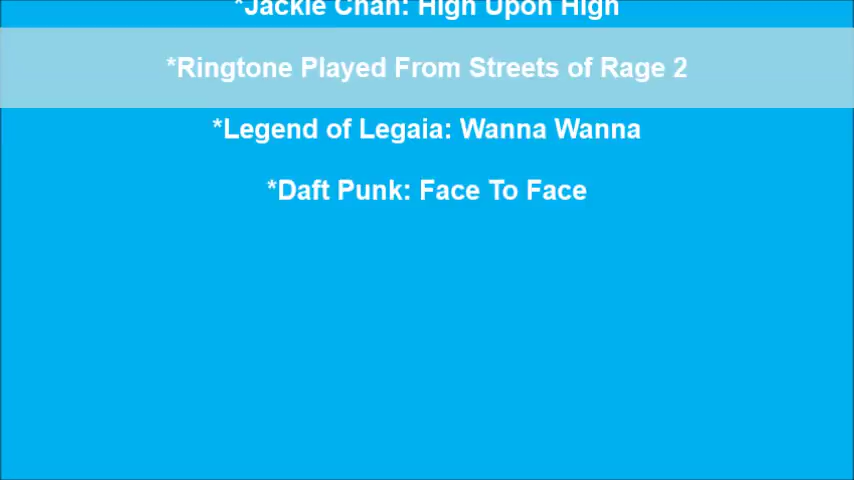 *Jackie Chan: High Upon High
*Ringtone Played From Streets of Rage 2
*Legend of Legaia: Wanna Wanna
*Daft Punk: Face To Face